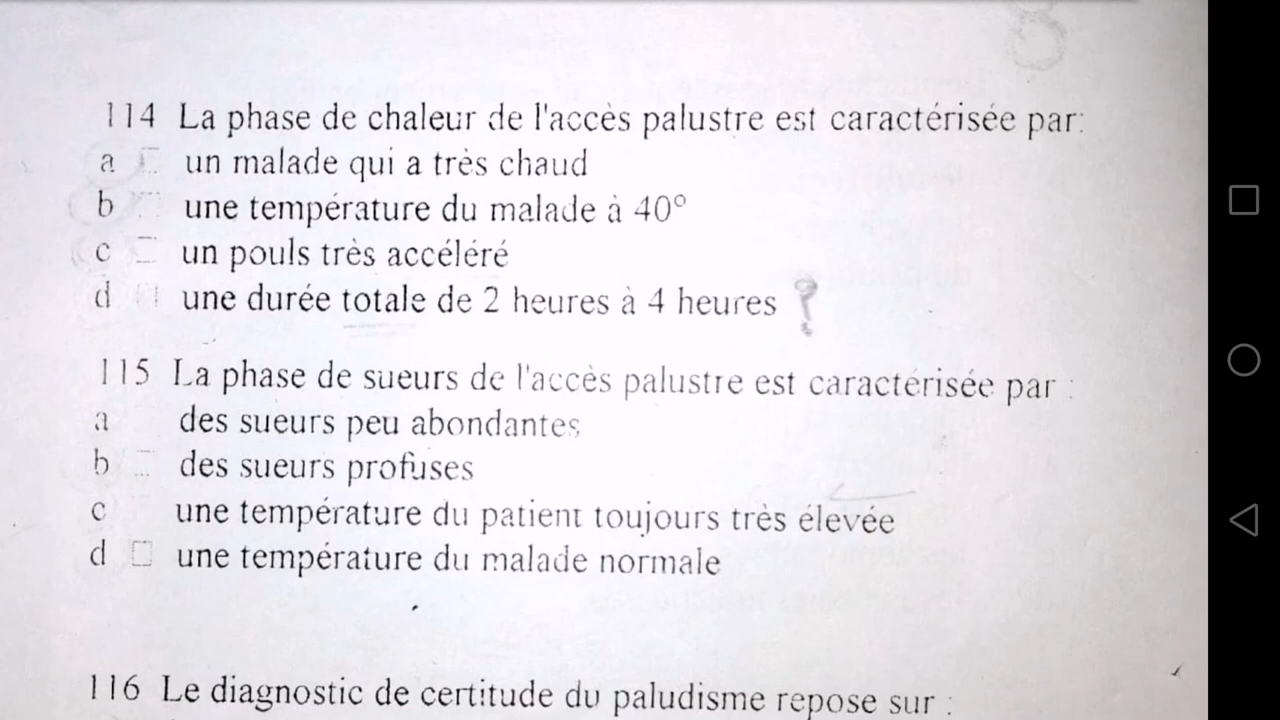 114 La phase de chaleur de l'accès palustre est caractérisée par:
a un malade qui a très chaud
b une température du malade à 40°
c un pouls très accéléré
d une durée totale de 2 heures à 4 heures ?
115 La phase de sueurs de l'accès palustre est caractérisée par :
a des sueurs peu abondantes
b des sueurs profuses
c une température du patient toujours très élevée
d une température du malade normale
116 Le diagnostic de certitude du paludisme repose sur :